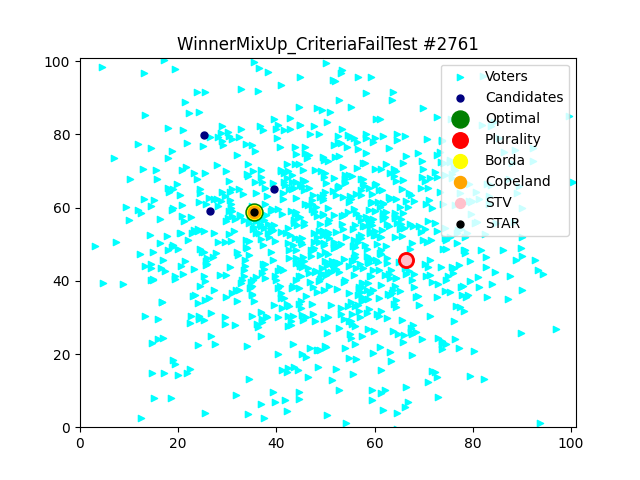 WinnerMixUp_CriteriaFailTest #2761
100
80
60
40
20
0
0
20
40
60
80
100
Voters
Candidates
Optimal
Plurality
Borda
Copeland
STV
STAR